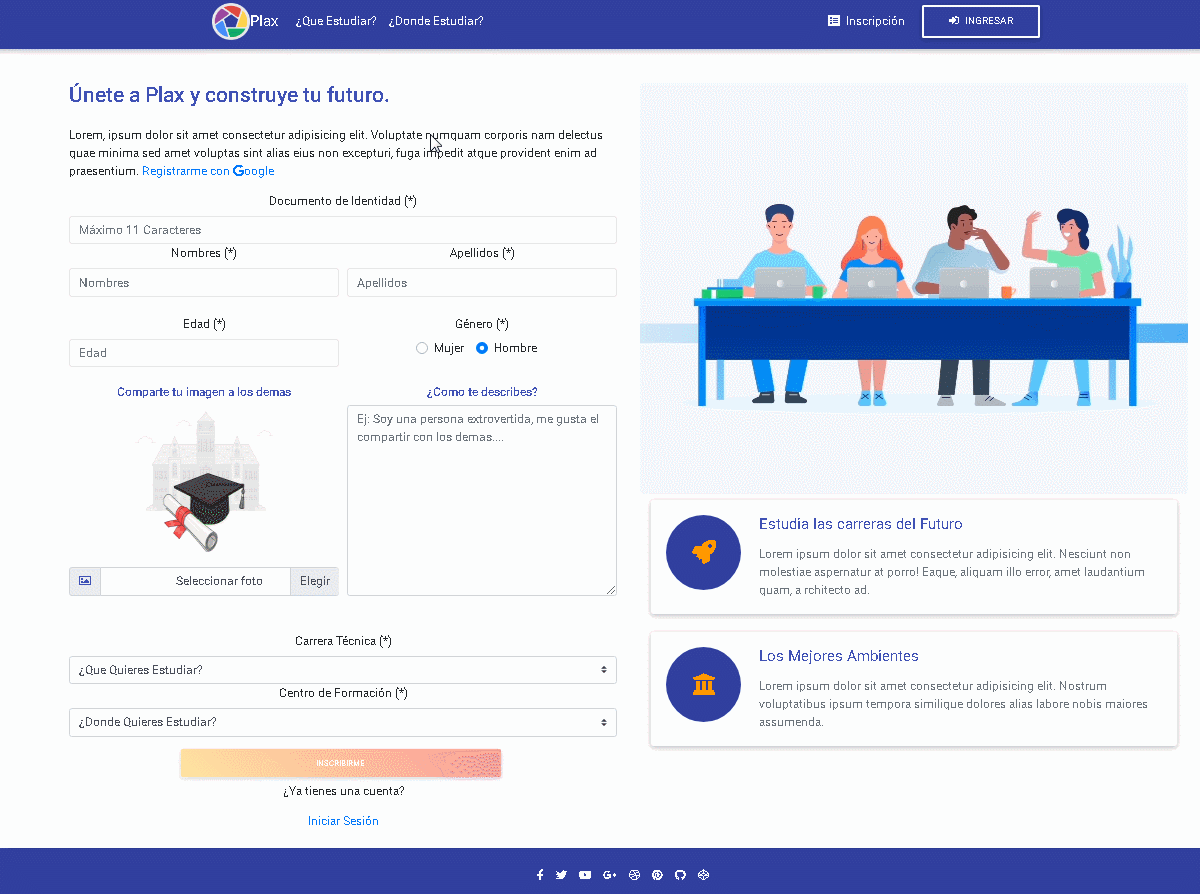 Plax ¿Que Estudiar? ¿Donde Estudiar? Inscripción INGRESAR
Únete a Plax y construye tu futuro.
Lorem, ipsum dolor sit amet consectetur adipisicing elit. Voluptate numquam corporis nam delectus
quae minima sed amet voluptas sint alias eius non excepturi, fuga impedit atque provident enim ad
praesentium. Registrarme con Google
Documento de Identidad (*)
Máximo 11 Caracteres
Nombres (*) Apellidos (*)
Nombres Apellidos
Edad (*) Género (*)
Edad Mujer Hombre
Comparte tu imagen a los demas ¿Como te describes?
Ej: Soy una persona extrovertida, me gusta el
compartir con los demas....
Seleccionar foto Elegir
Carrera Técnica (*)
¿Que Quieres Estudiar?
Centro de Formación (*)
¿Donde Quieres Estudiar?
INSCRIBIRME
¿Ya tienes una cuenta?
Iniciar Sesión
Estudia las carreras del Futuro
Lorem ipsum dolor sit amet consectetur adipisicing elit. Nesciunt non
molestiae aspernatur at porro! Eaque, aliquam illo error, amet laudantium
quam, a rchitecto ad.
Los Mejores Ambientes
Lorem ipsum dolor sit amet consectetur adipisicing elit. Nostrum
voluptatibus ipsum tempora similique dolores alias labore nobis maiores
assumenda.